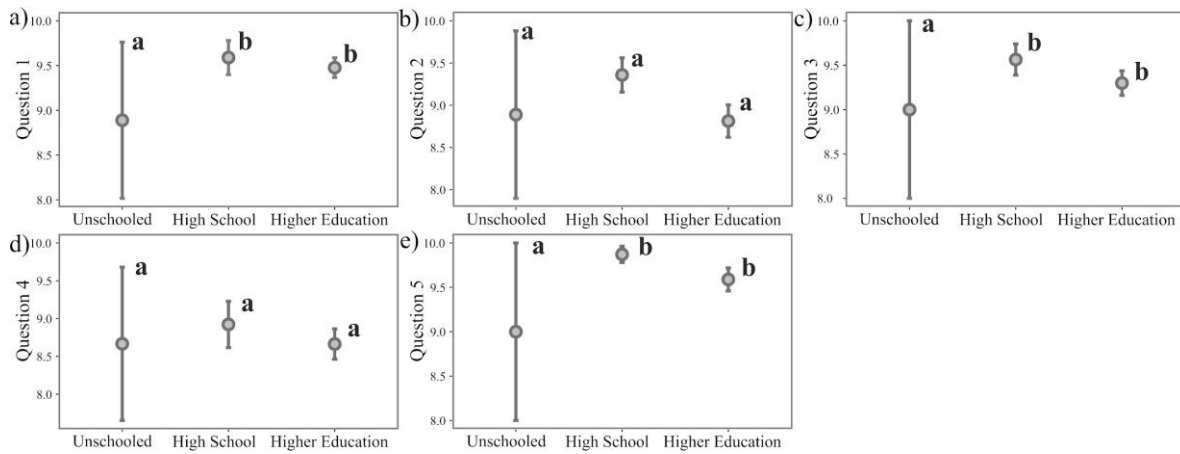 a)
Question 1
10.0
9.5
9.0
8.5
8.0
a
b
b
Unschooled High School Higher Education
b)
Question 2
10.0
9.5
9.0
8.5
8.0
a
a
a
Unschooled High School Higher Education
c)
Question 3
10.0
9.5
9.0
8.5
8.0
a
b
b
Unschooled High School Higher Education
d)
Question 4
10.0
9.5
9.0
8.5
8.0
a
a
a
Unschooled High School Higher Education
e)
Question 5
10.0
9.5
9.0
8.5
8.0
a
b
b
Unschooled High School Higher Education